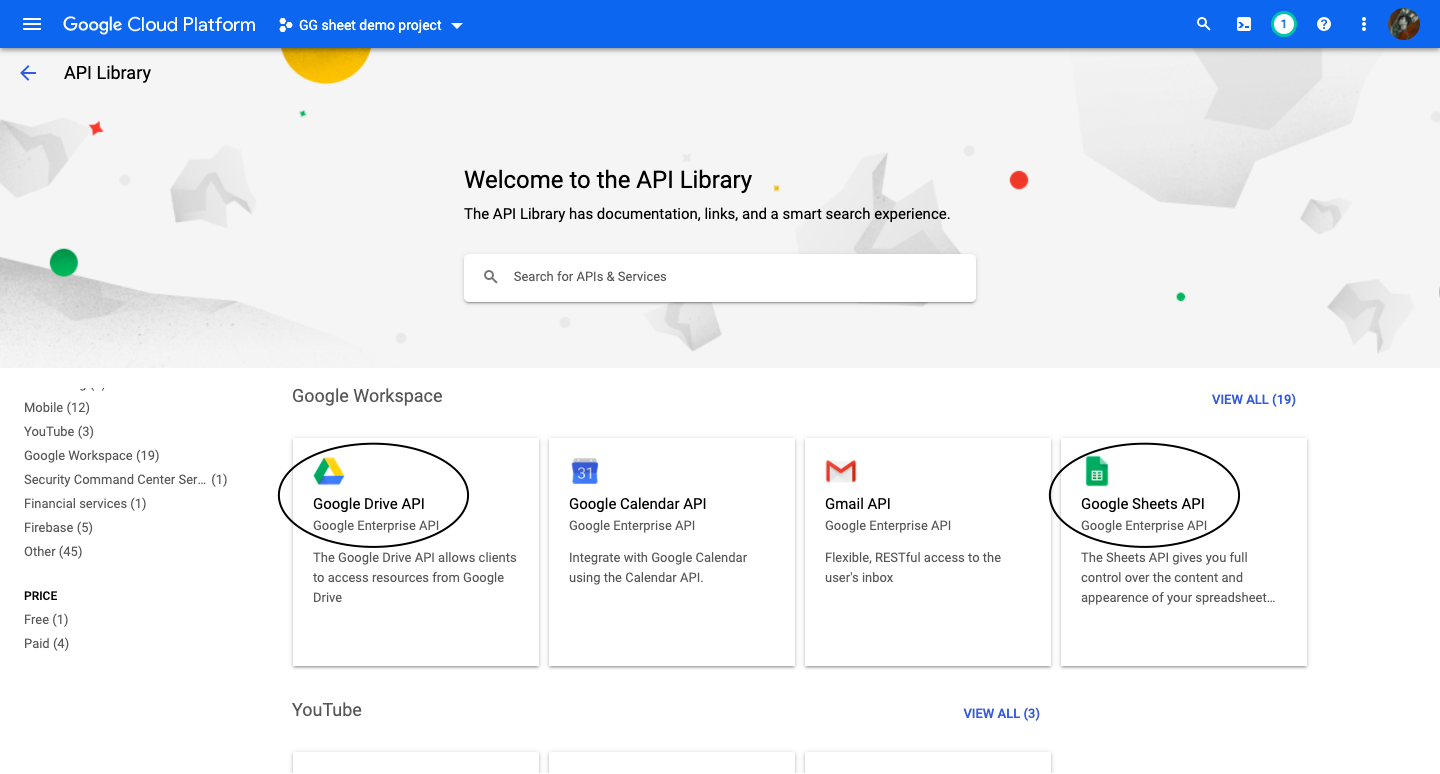 Google Cloud Platform
GG sheet demo project
1
API Library
Welcome to the API Library
The API Library has documentation, links, and a smart search experience.
Search for APIs & Services
Mobile (12)
YouTube (3)
Google Workspace (19)
Security Command Center Ser... (1)
Financial services (1)
Firebase (5)
Other (45)
PRICE
Free (1)
Paid (4)
Google Workspace
VIEW ALL (19)
Google Drive API
Google Enterprise API
The Google Drive API allows clients
to access resources from Google
Drive
31
Google Calendar API
Google Enterprise API
Integrate with Google Calendar
using the Calendar API.
Gmail API
Google Enterprise API
Flexible, RESTful access to the
user's inbox
Google Sheets API
Google Enterprise API
The Sheets API gives you full
control over the content and
appearence of your spreadsheet...
YouTube
VIEW ALL (3)